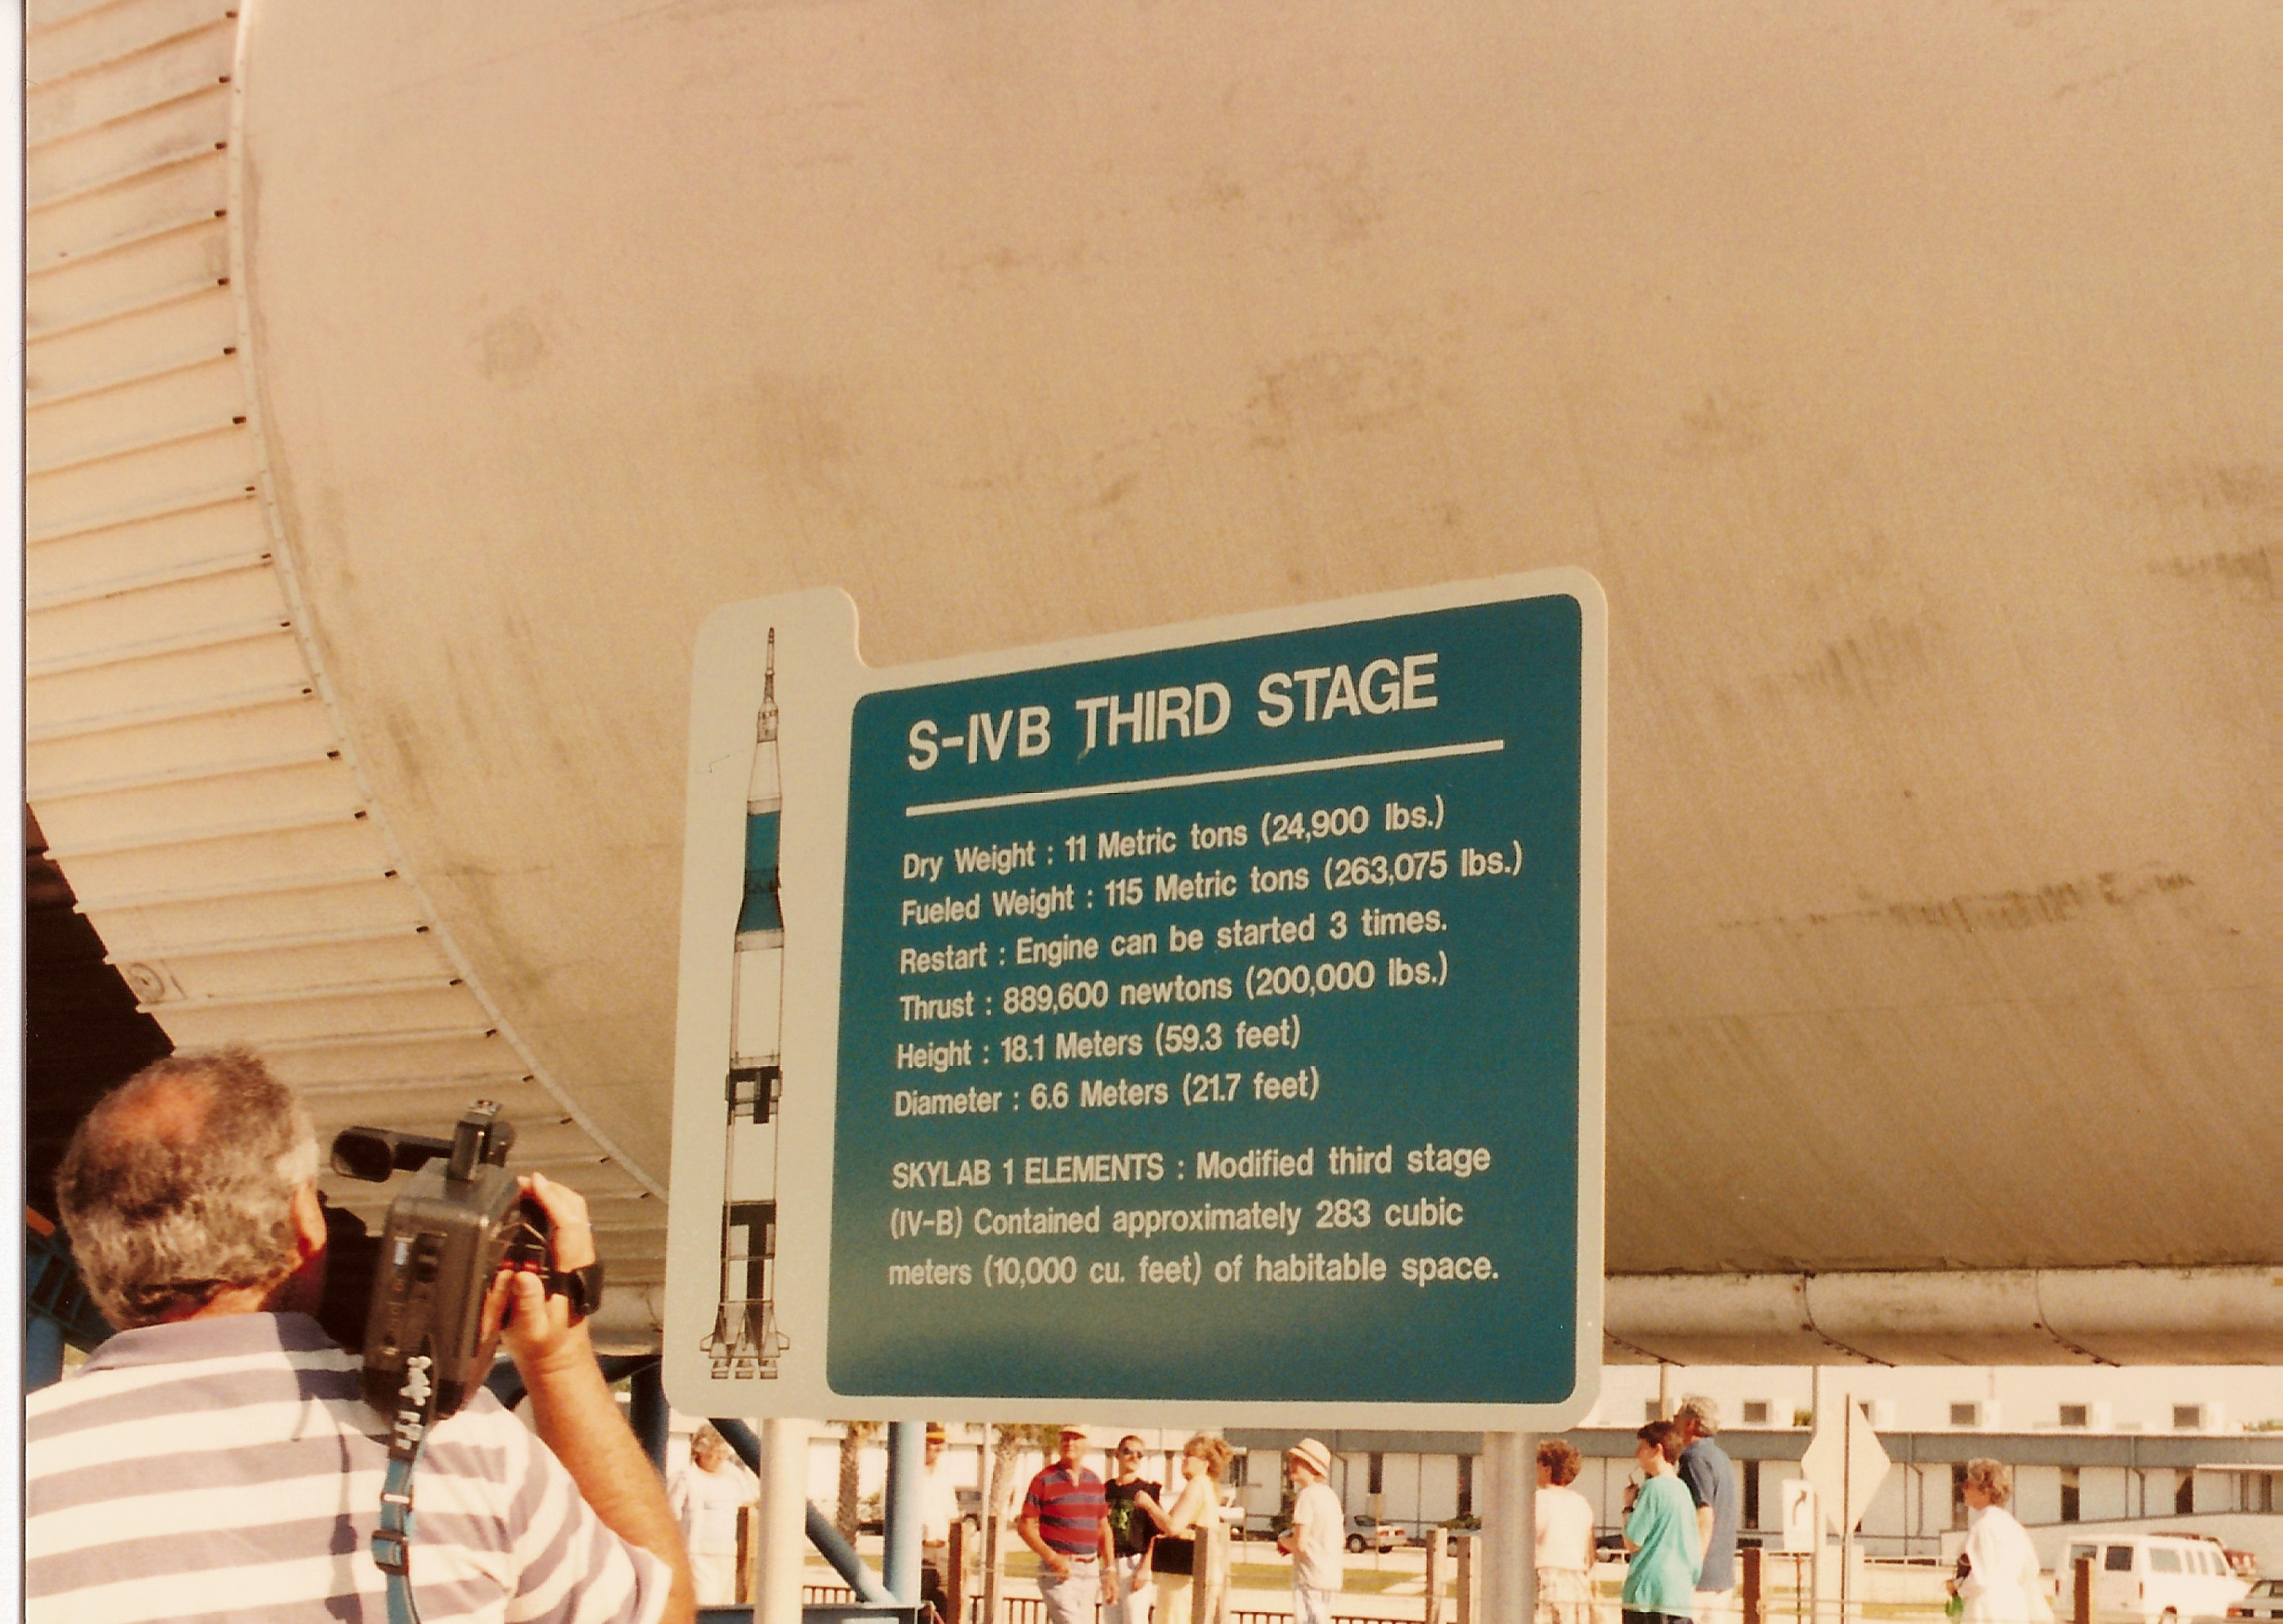 S-IVB THIRD STAGE
Dry Weight : 11 Metric tons (24,900 lbs.)
Fueled Weight : 115 Metric tons (263,075 lbs.)
Restart : Engine can be started 3 times.
Thrust : 889,600 newtons (200,000 lbs.)
Height : 18.1 Meters (59.3 feet)
Diameter : 6.6 Meters (21.7 feet)
SKYLAB 1 ELEMENTS : Modified third stage
(IV-B) Contained approximately 283 cubic
meters (10,000 cu. feet) of habitable space.